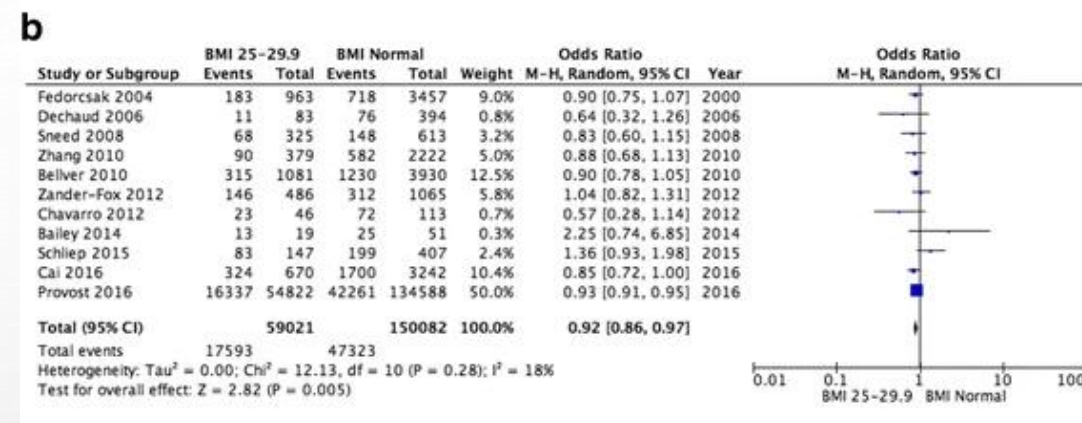 b
BMI 25-29.9 BMI Normal Odds Ratio Odds Ratio
Study or Subgroup Events Total Events Total Weight M-H, Random, 95% CI Year M-H, Random, 95% CI
Fedorcsak 2004 183 963 718 3457 9.0% 0.90 [0.75, 1.07] 2000
Dechaud 2006 11 83 76 394 0.8% 0.64 [0.32, 1.26] 2006
Sneed 2008 68 325 148 613 3.2% 0.83 [0.60, 1.15] 2008
Zhang 2010 90 379 582 2222 5.0% 0.88 [0.68, 1.13] 2010
Bellver 2010 315 1081 1230 3930 12.5% 0.90 [0.78, 1.05] 2010
Zander-Fox 2012 146 486 312 1065 5.8% 1.04 [0.82, 1.31] 2012
Chavarro 2012 23 46 72 113 0.7% 0.57 [0.28, 1.14] 2012
Bailey 2014 13 19 25 51 0.3% 2.25 [0.74, 6.85] 2014
Schliep 2015 83 147 199 407 2.4% 1.36 [0.93, 1.98] 2015
Cai 2016 324 670 1700 3242 10.4% 0.85 [0.72, 1.00] 2016
Provost 2016 16337 54822 42261 134588 50.0% 0.93 [0.91, 0.95] 2016
Total (95% CI) 59021 150082 100.0% 0.92 [0.86, 0.97]
Total events 17593 47323
Heterogeneity: Tau² = 0.00; Chi² = 12.13, df = 10 (P = 0.28); I² = 18%
Test for overall effect: Z = 2.82 (P = 0.005)
0.01 0.1 1 10 100
BMI 25-29.9 BMI Normal